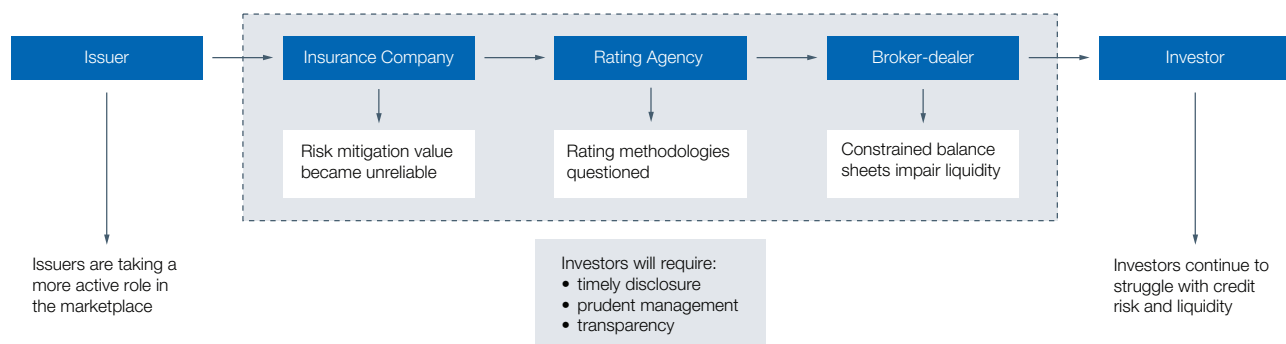 Issuer
Insurance Company
Rating Agency
Broker-dealer
Investor
Risk mitigation value
became unreliable
Rating methodologies
questioned
Constrained balance
sheets impair liquidity
Issuers are taking a
more active role in
the marketplace
Investors will require:
• timely disclosure
• prudent management
• transparency
Investors continue to
struggle with credit
risk and liquidity